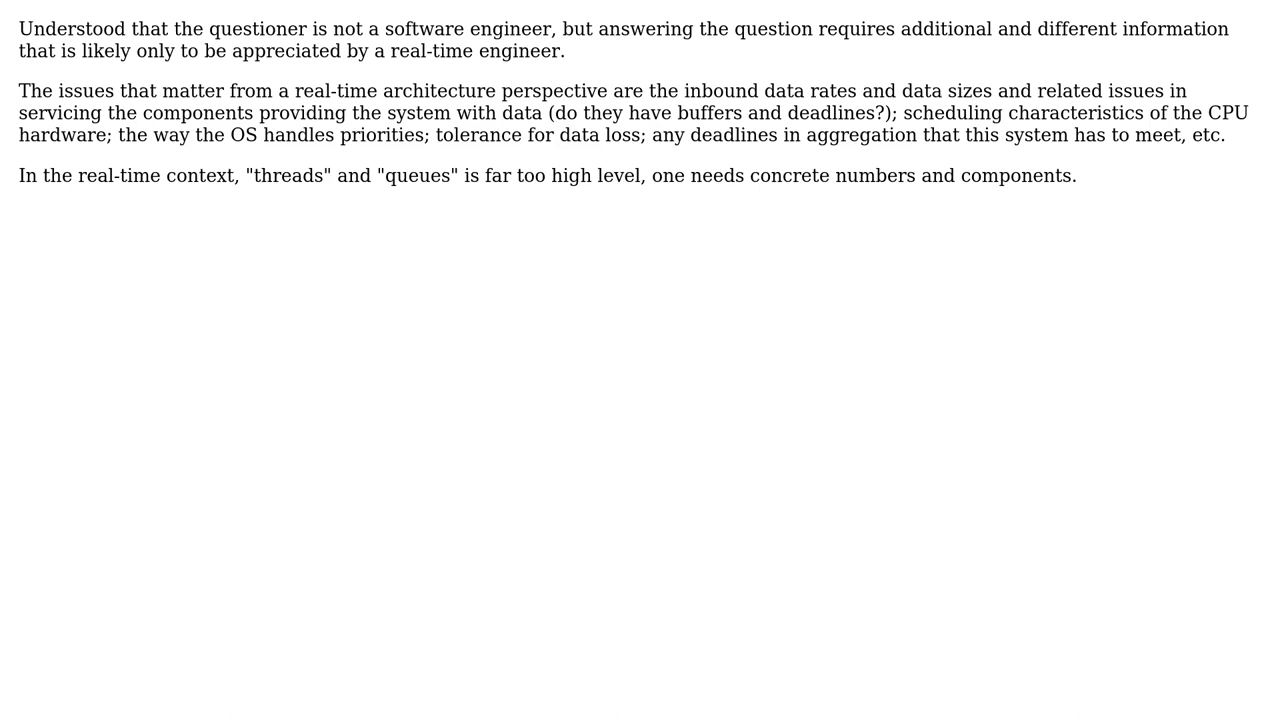 Understood that the questioner is not a software engineer, but answering the question requires additional and different information
that is likely only to be appreciated by a real-time engineer.
The issues that matter from a real-time architecture perspective are the inbound data rates and data sizes and related issues in
servicing the components providing the system with data (do they have buffers and deadlines?); scheduling characteristics of the CPU
hardware; the way the OS handles priorities; tolerance for data loss; any deadlines in aggregation that this system has to meet, etc.
In the real-time context, "threads" and "queues" is far too high level, one needs concrete numbers and components.